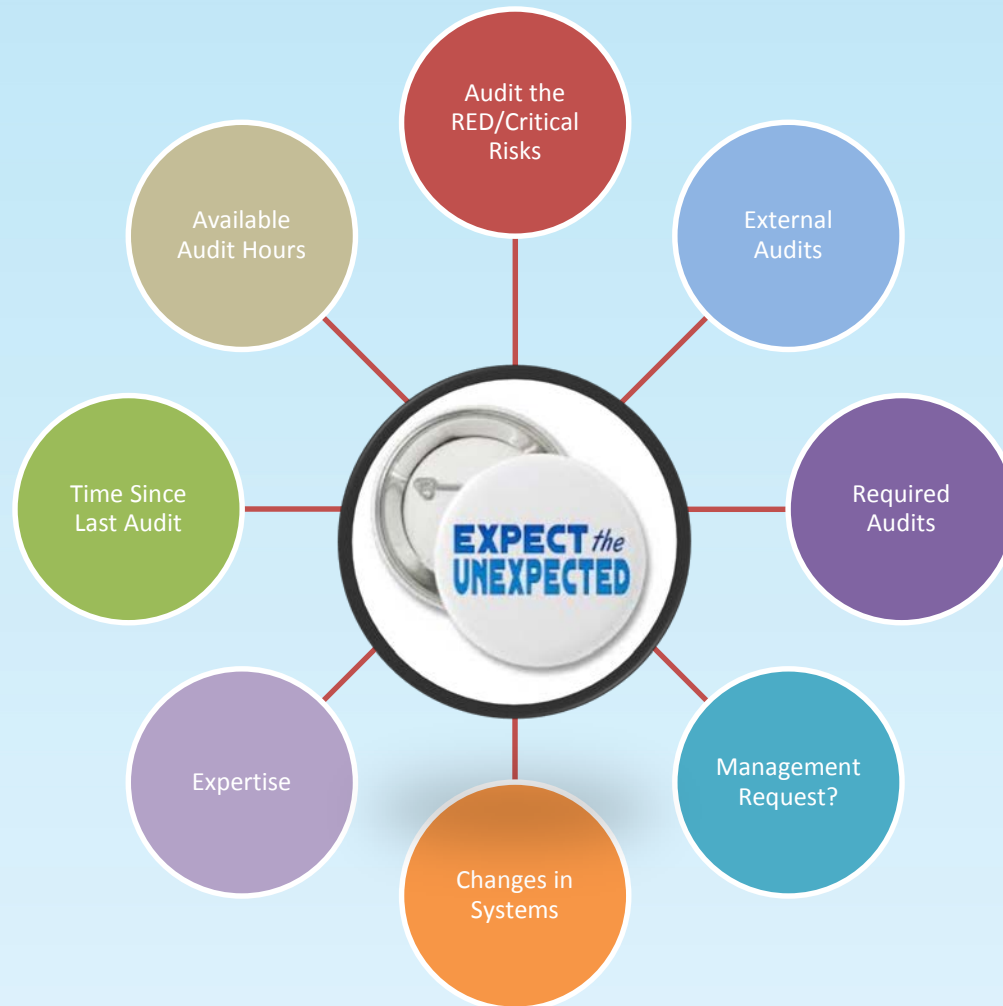 Audit the
RED/Critical
Risks
External
Audits
Required
Audits
Management
Request?
Changes in
Systems
Expertise
Time Since
Last Audit
Available
Audit Hours
EXPECT the
UNEXPECTED